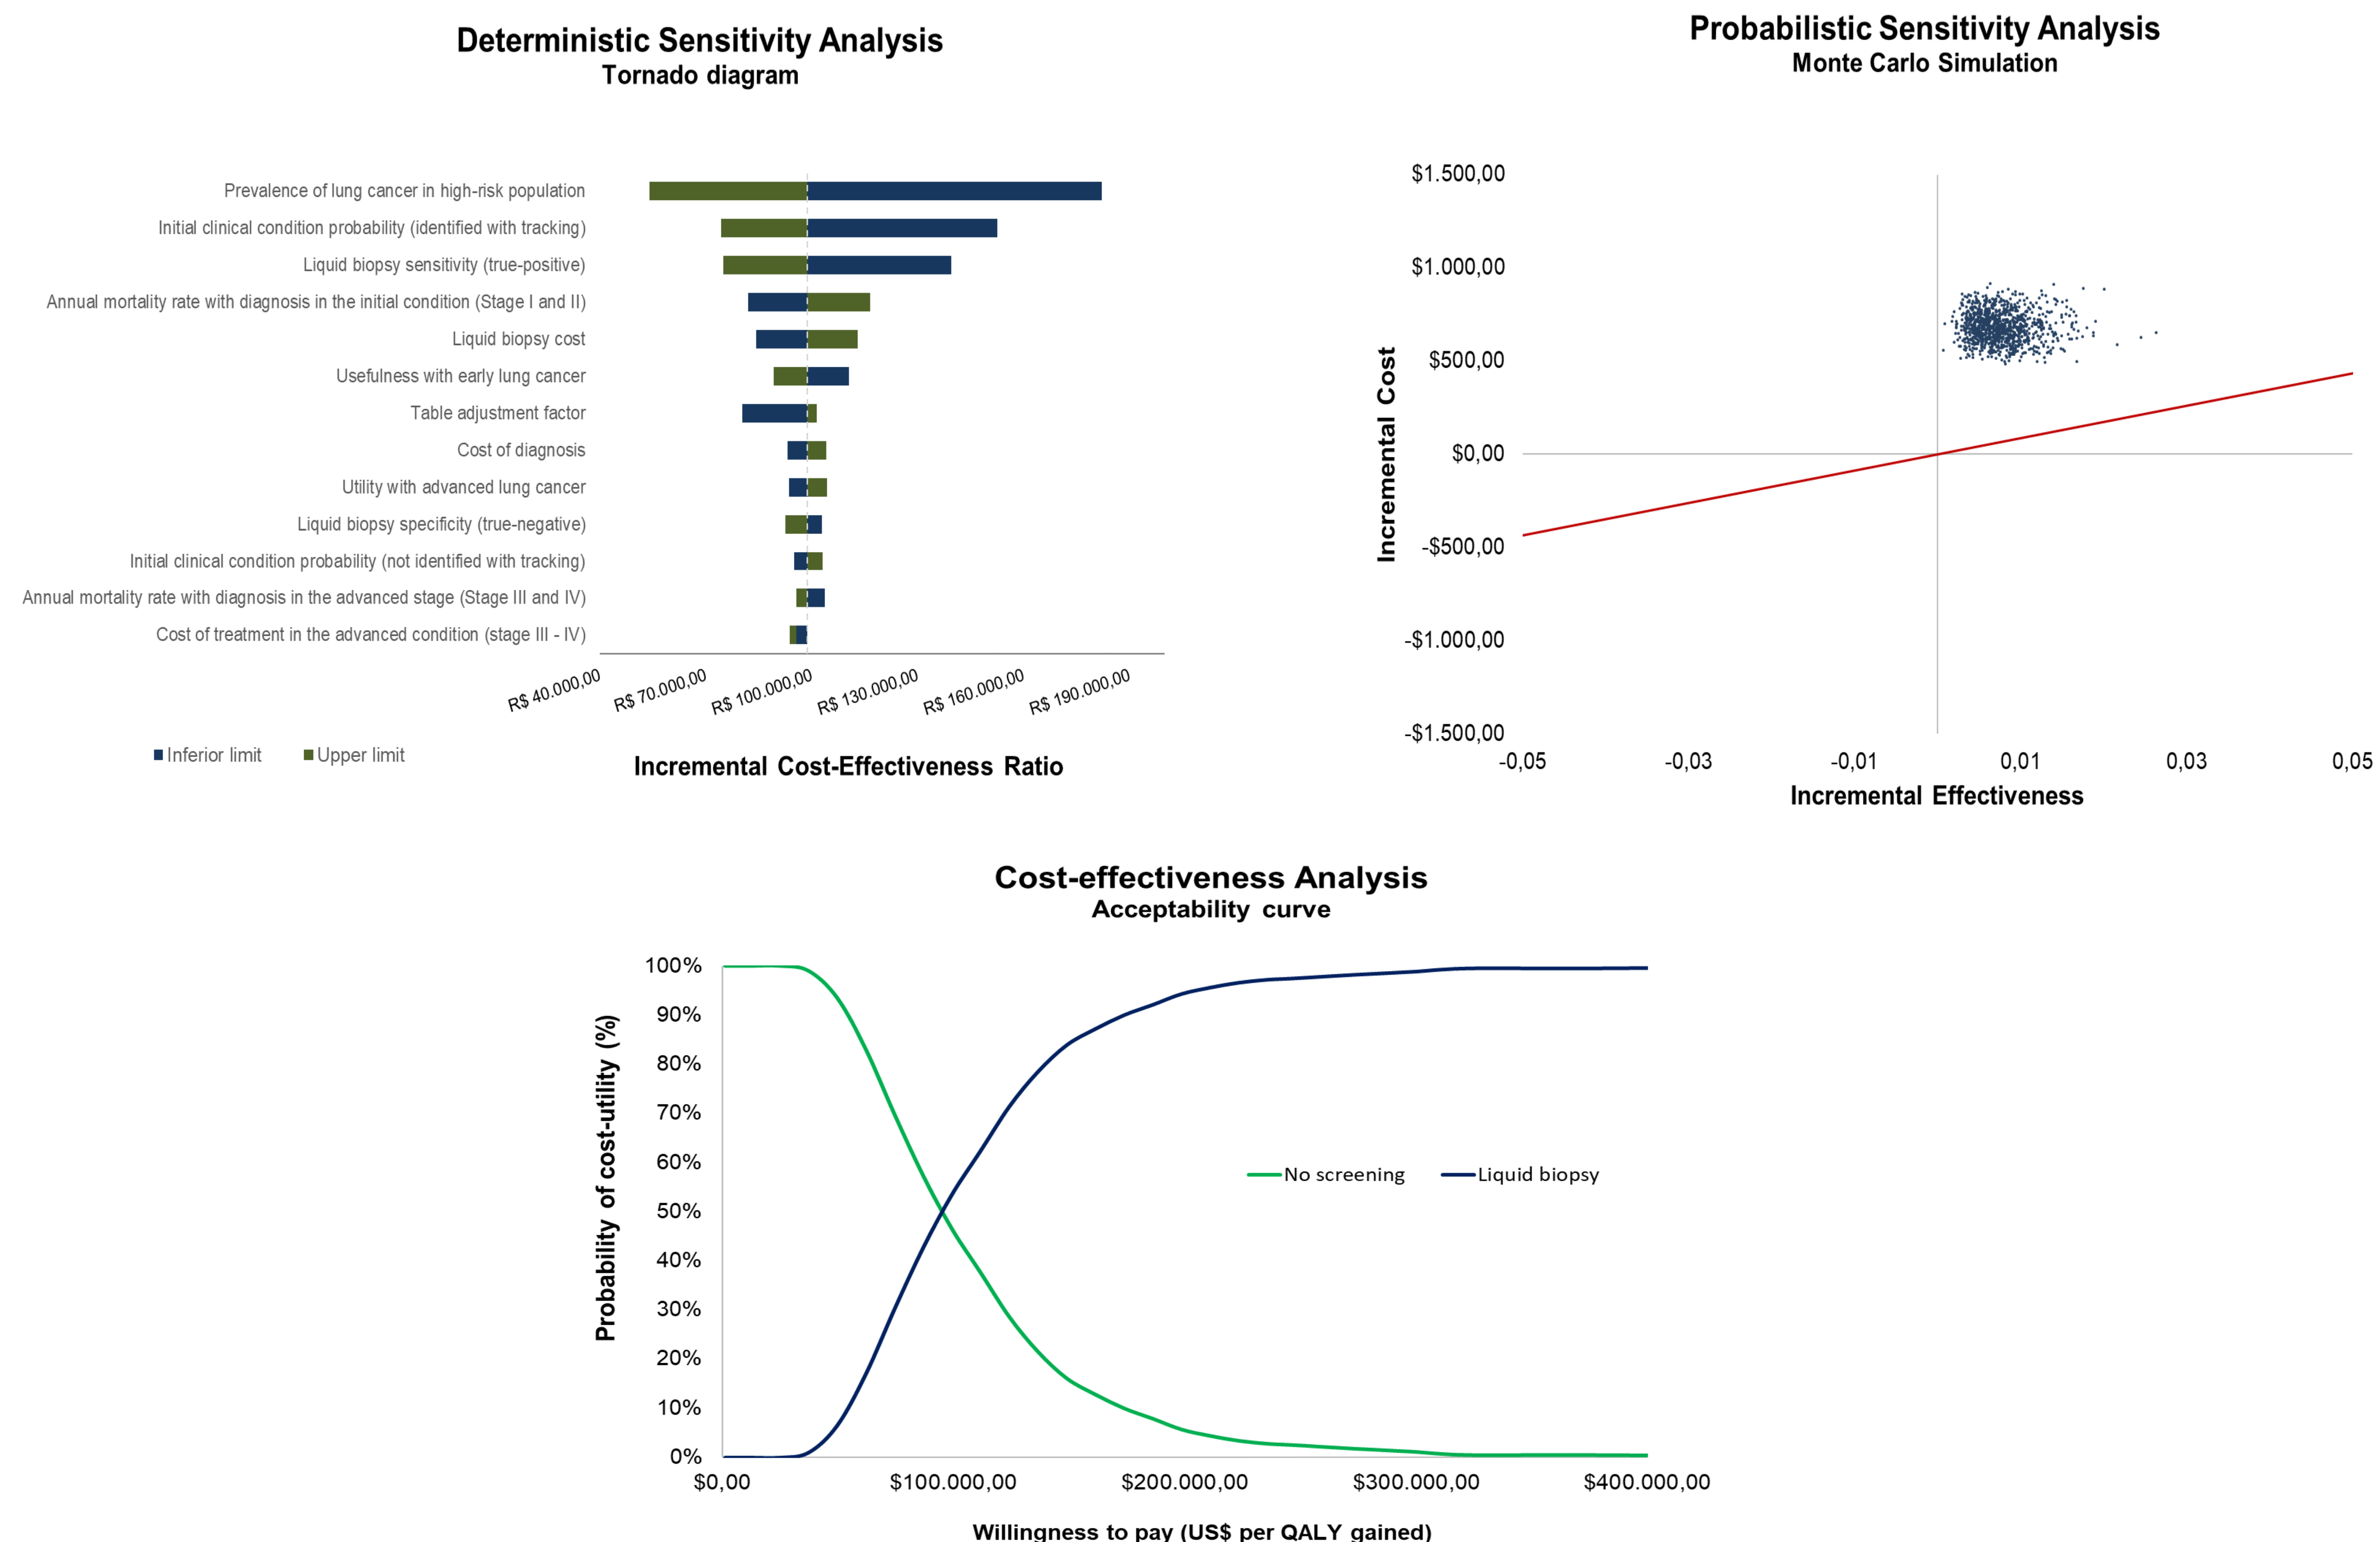 Deterministic Sensitivity Analysis
Tornado diagram
Prevalence of lung cancer in high-risk population
Initial clinical condition probability (identified with tracking)
Liquid biopsy sensitivity (true-positive)
Annual mortality rate with diagnosis in the initial condition (Stage I and II)
Liquid biopsy cost
Usefulness with early lung cancer
Table adjustment factor
Cost of diagnosis
Utility with advanced lung cancer
Liquid biopsy specificity (true-negative)
Initial clinical condition probability (not identified with tracking)
Annual mortality rate with diagnosis in the advanced stage (Stage III and IV)
Cost of treatment in the advanced condition (stage III - IV)
R$ 40.000,00
R$ 70.000,00
R$ 100.000,00
R$ 130.000,00
R$ 160.000,00
R$ 190.000,00
Inferior limit
Upper limit
Incremental Cost-Effectiveness Ratio
Probabilistic Sensitivity Analysis
Monte Carlo Simulation
Incremental Cost
$1.500,00
$1.000,00
$500,00
$0,00
-$500,00
-$1.000,00
-$1.500,00
-0,05
-0,03
-0,01
0,01
0,03
0,05
Incremental Effectiveness
Cost-effectiveness Analysis
Acceptability curve
Probability of cost-utility (%)
100%
90%
80%
70%
60%
50%
40%
30%
20%
10%
0%
No screening
Liquid biopsy
$0,00
$100.000,00
$200.000,00
$300.000,00
$400.000,00
Willingness to pay (US$ per QALY gained)